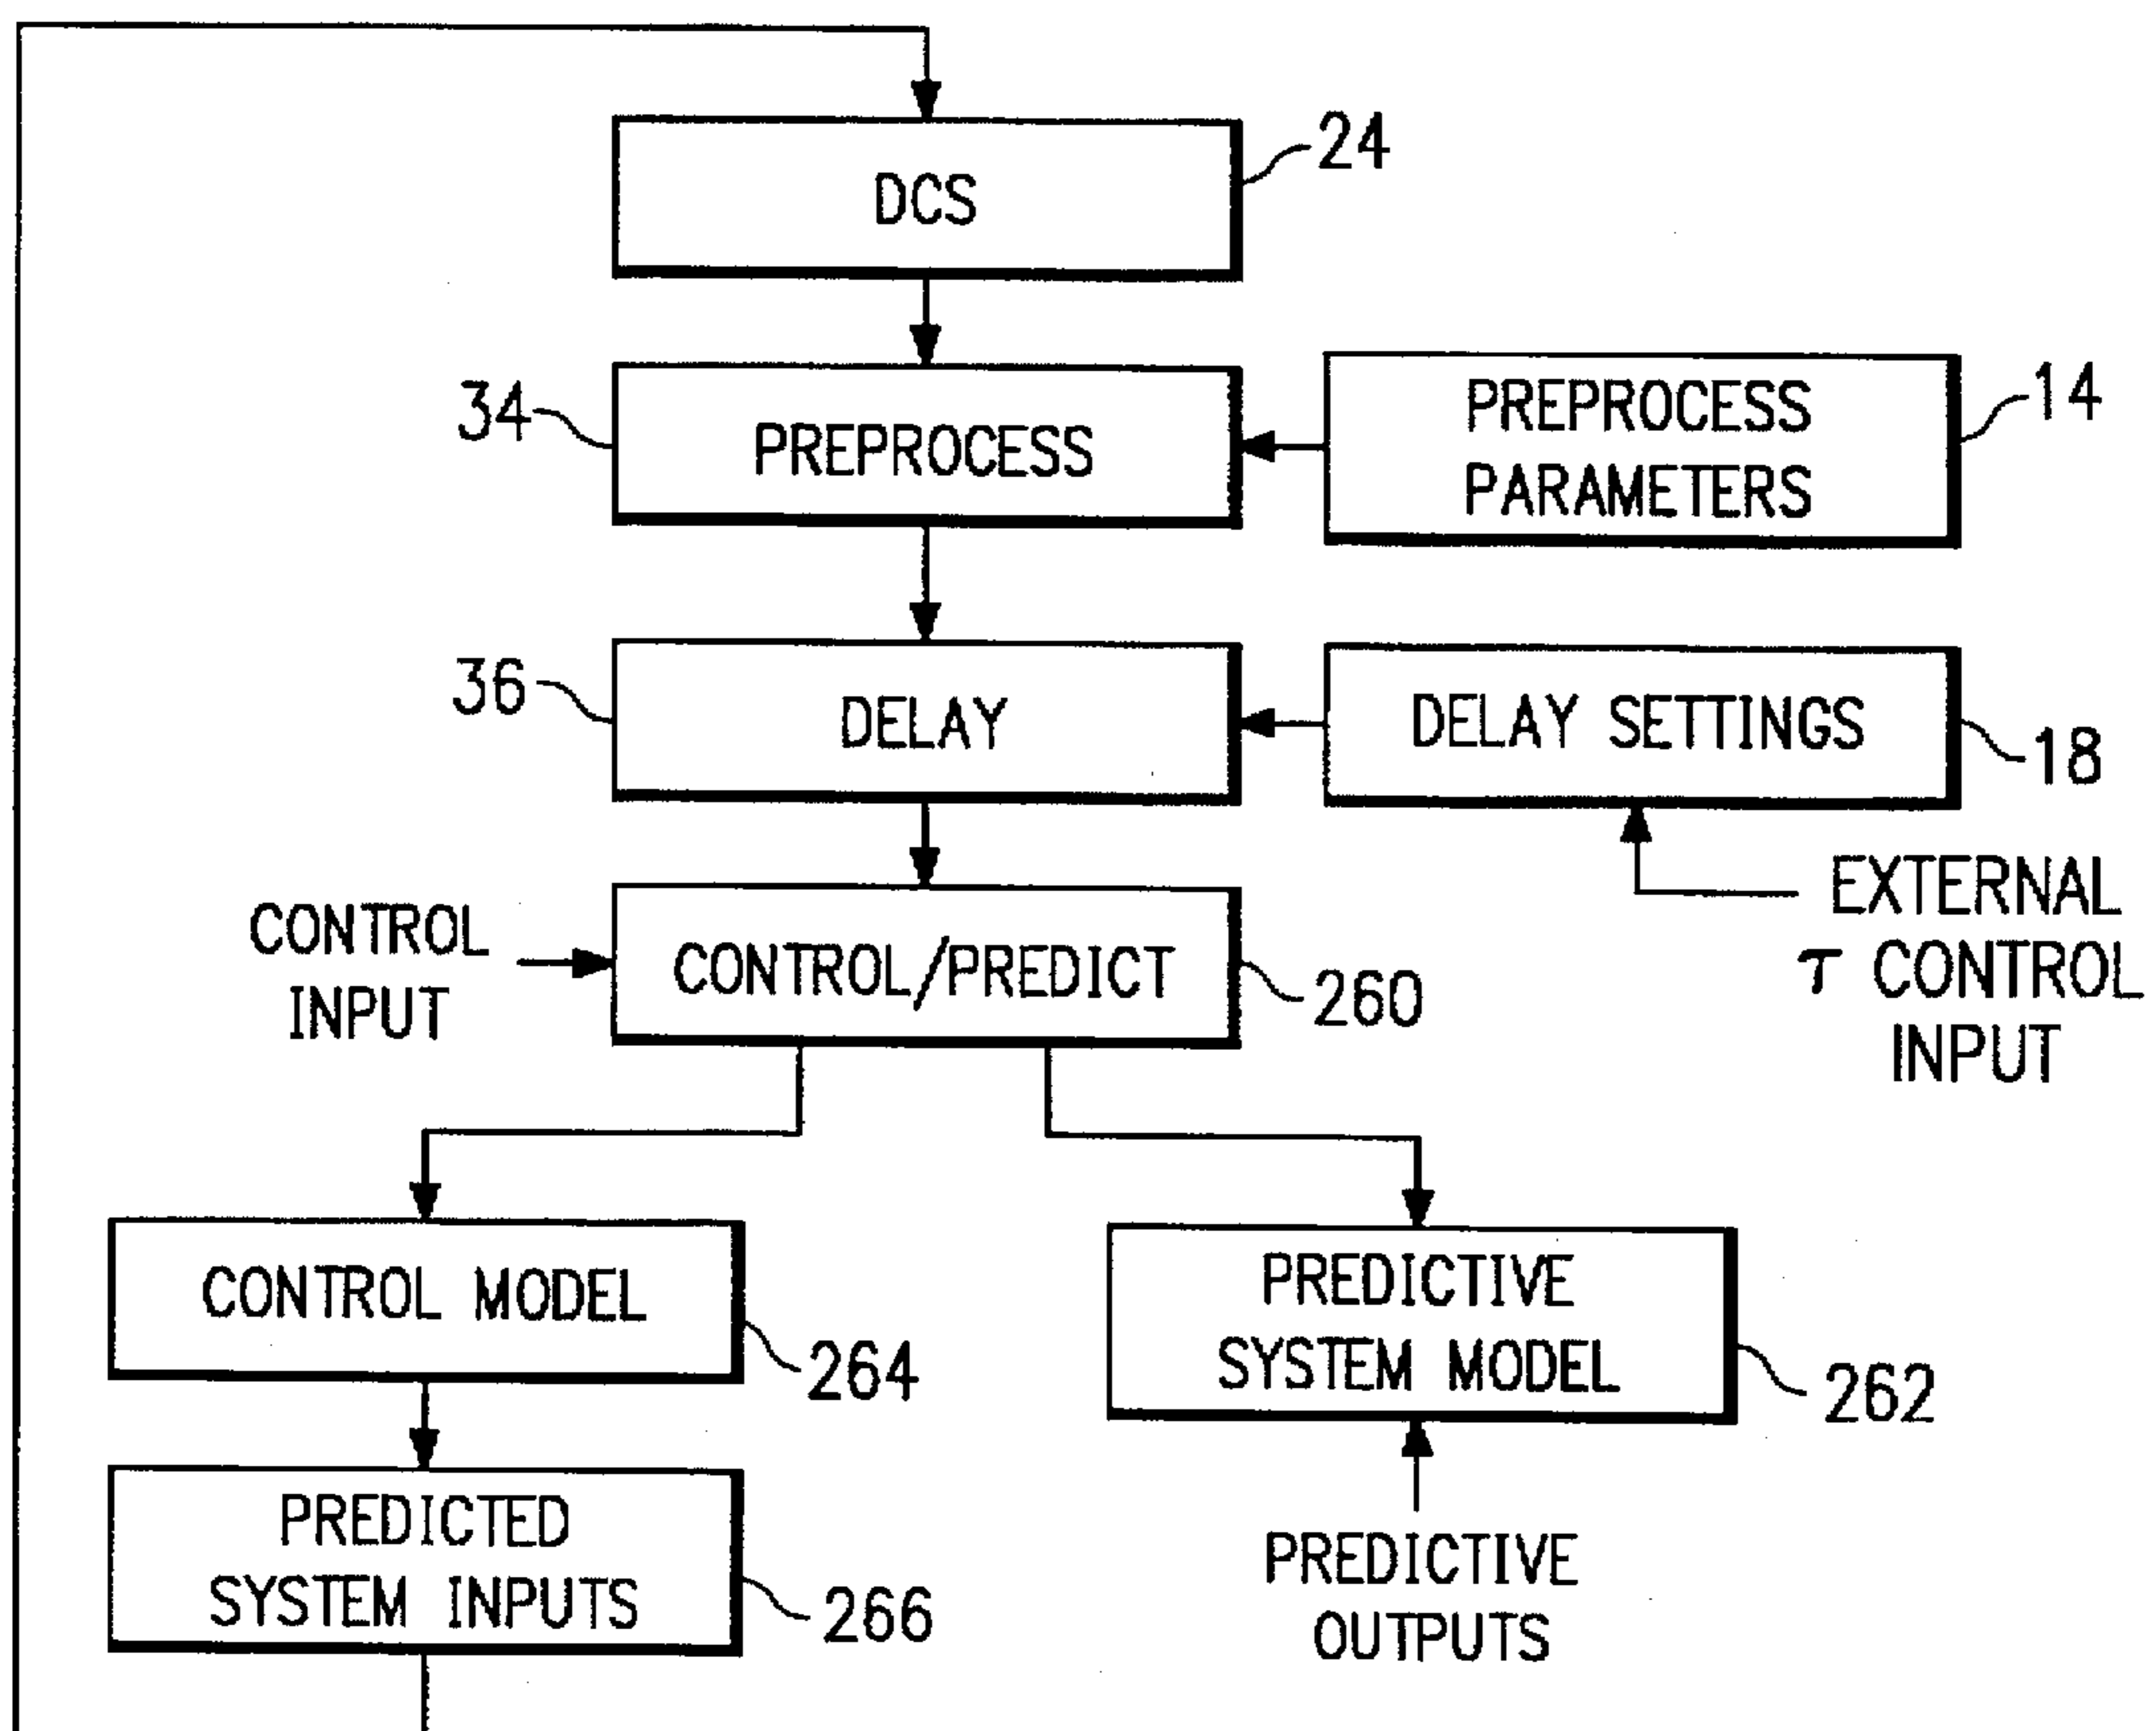 24
DCS
34
PREPROCESS
PREPROCESS
PARAMETERS
14
36
DELAY
DELAY SETTINGS
18
CONTROL
INPUT
CONTROL/PREDICT
260
EXTERNAL
τ CONTROL
INPUT
CONTROL MODEL
264
PREDICTIVE
SYSTEM MODEL
262
PREDICTED
SYSTEM INPUTS
266
PREDICTIVE
OUTPUTS